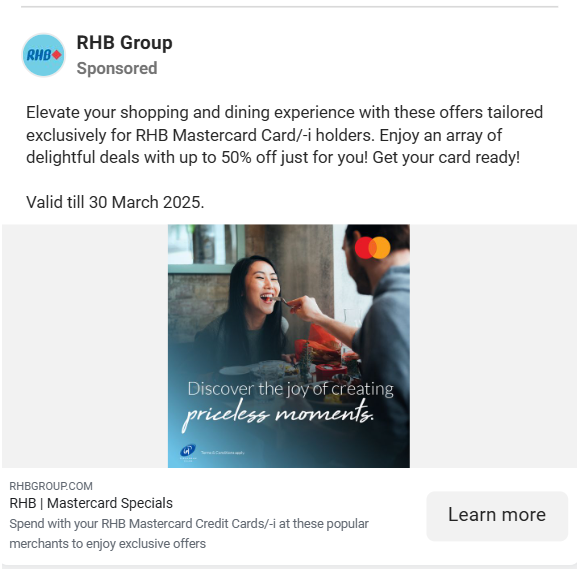 RHB
RHB Group
Sponsored
Elevate your shopping and dining experience with these offers tailored
exclusively for RHB Mastercard Card/-i holders. Enjoy an array of
delightful deals with up to 50% off just for you! Get your card ready!
Valid till 30 March 2025.
Discover the joy of creating
priceless moments.
Terms & Conditions apply.
RHBGROUP.COM
RHB | Mastercard Specials
Spend with your RHB Mastercard Credit Cards/-i at these popular
merchants to enjoy exclusive offers
Learn more